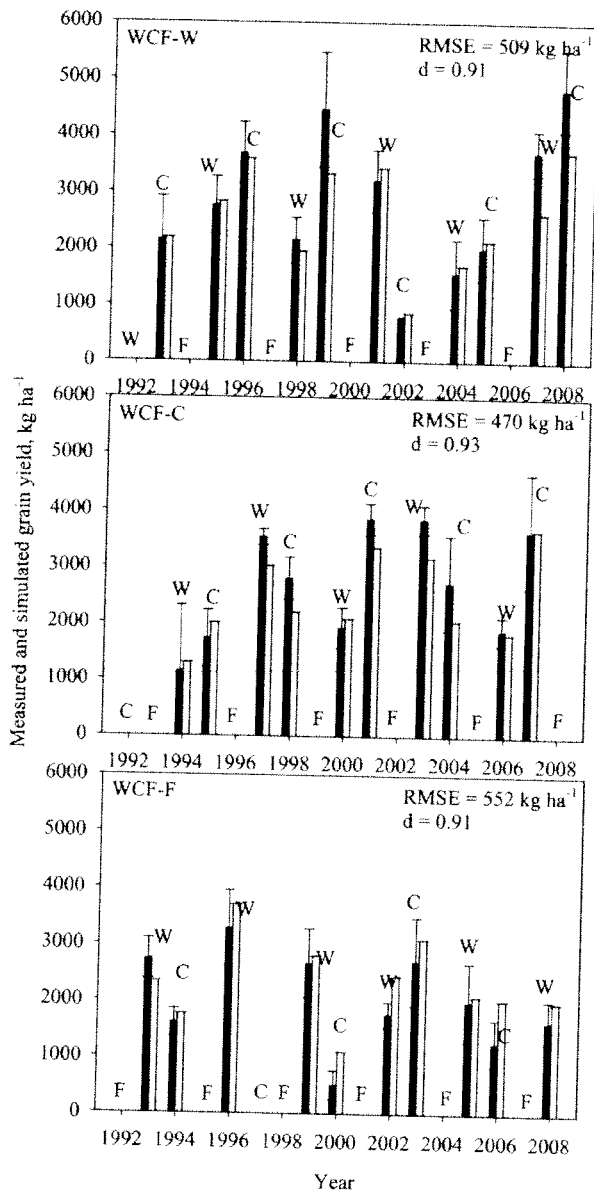 Measured and simulated grain yield, kg ha⁻¹
WCF-W
RMSE = 509 kg ha⁻¹
d = 0.91
6000
5000
4000
3000
2000
1000
0
W C F W C F W C F W C F W C F W C
1992 1994 1996 1998 2000 2002 2004 2006 2008
WCF-C
RMSE = 470 kg ha⁻¹
d = 0.93
6000
5000
4000
3000
2000
1000
0
C F W C F W C F W C F W C F W C F
1992 1994 1996 1998 2000 2002 2004 2006 2008
WCF-F
RMSE = 552 kg ha⁻¹
d = 0.91
6000
5000
4000
3000
2000
1000
0
F W C F W C F W C F W C F W C F W
1992 1994 1996 1998 2000 2002 2004 2006 2008
Year